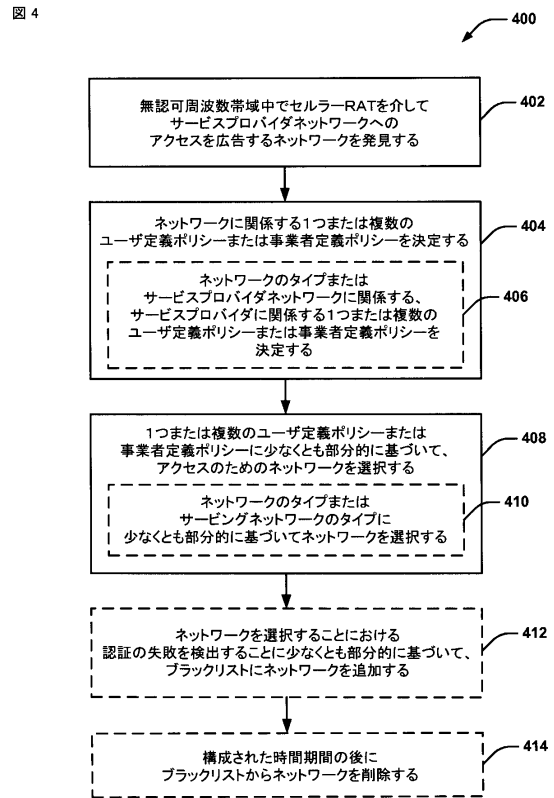 図 4
400
無認可周波数帯域中でセルラーRATを介して
サービスプロバイダネットワークへの
アクセスを広告するネットワークを発見する
402
ネットワークに関係する1つまたは複数の
ユーザ定義ポリシーまたは事業者定義ポリシーを決定する
404
ネットワークのタイプまたは
サービスプロバイダネットワークに関係する、
サービスプロバイダに関係する1つまたは複数の
ユーザ定義ポリシーまたは事業者定義ポリシーを
決定する
406
1つまたは複数のユーザ定義ポリシーまたは
事業者定義ポリシーに少なくとも部分的に基づいて、
アクセスのためのネットワークを選択する
408
ネットワークのタイプまたは
サービングネットワークのタイプに
少なくとも部分的に基づいてネットワークを選択する
410
ネットワークを選択することにおける
認証の失敗を検出することに少なくとも部分的に基づいて、
ブラックリストにネットワークを追加する
412
構成された時間期間の後に
ブラックリストからネットワークを削除する
414